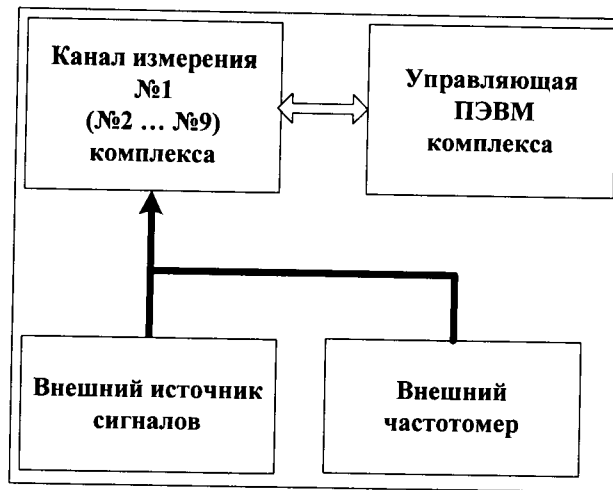 Канал измерения
№1
(№2 ... №9)
комплекса
Управляющая
ПЭВМ
комплекса
Внешний источник
сигналов
Внешний
частотомер